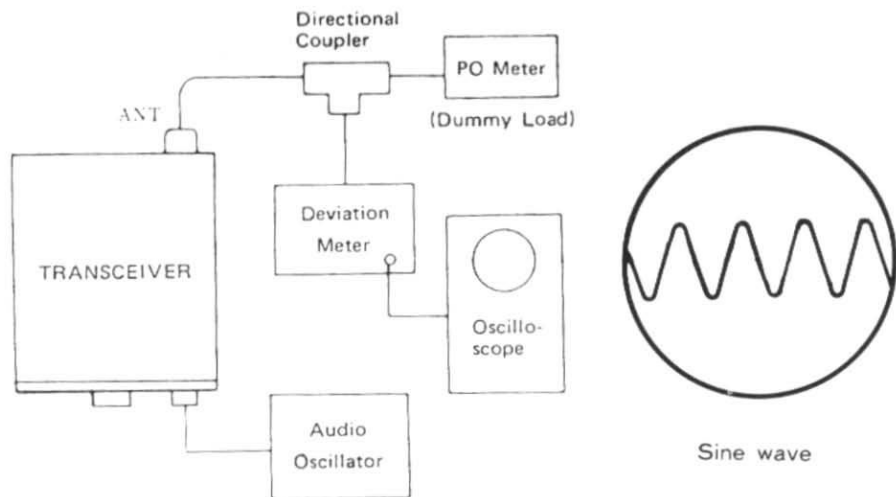 Directional
Coupler
PO Meter
(Dummy Load)
ANT
TRANSCEIVER
Deviation
Meter
Oscillo-
scope
Audio
Oscillator
Sine wave